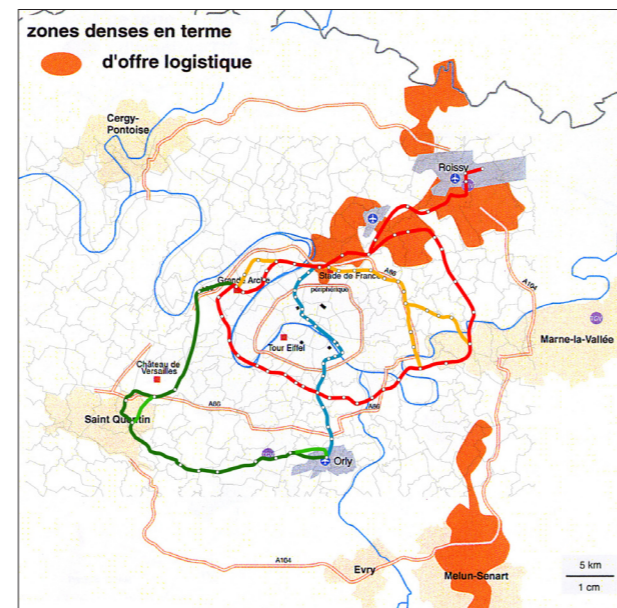 zones denses en terme
d'offre logistique
Cergy-
Pontoise
Roissy
Grande Arche
Stade de France
A86
périphérique
A104
Tour Eiffel
Marne-la-Vallée
Château de
Versailles
A86
A86
Saint Quentin
Orly
A104
Evry
Melun-Senart
5 km
1 cm